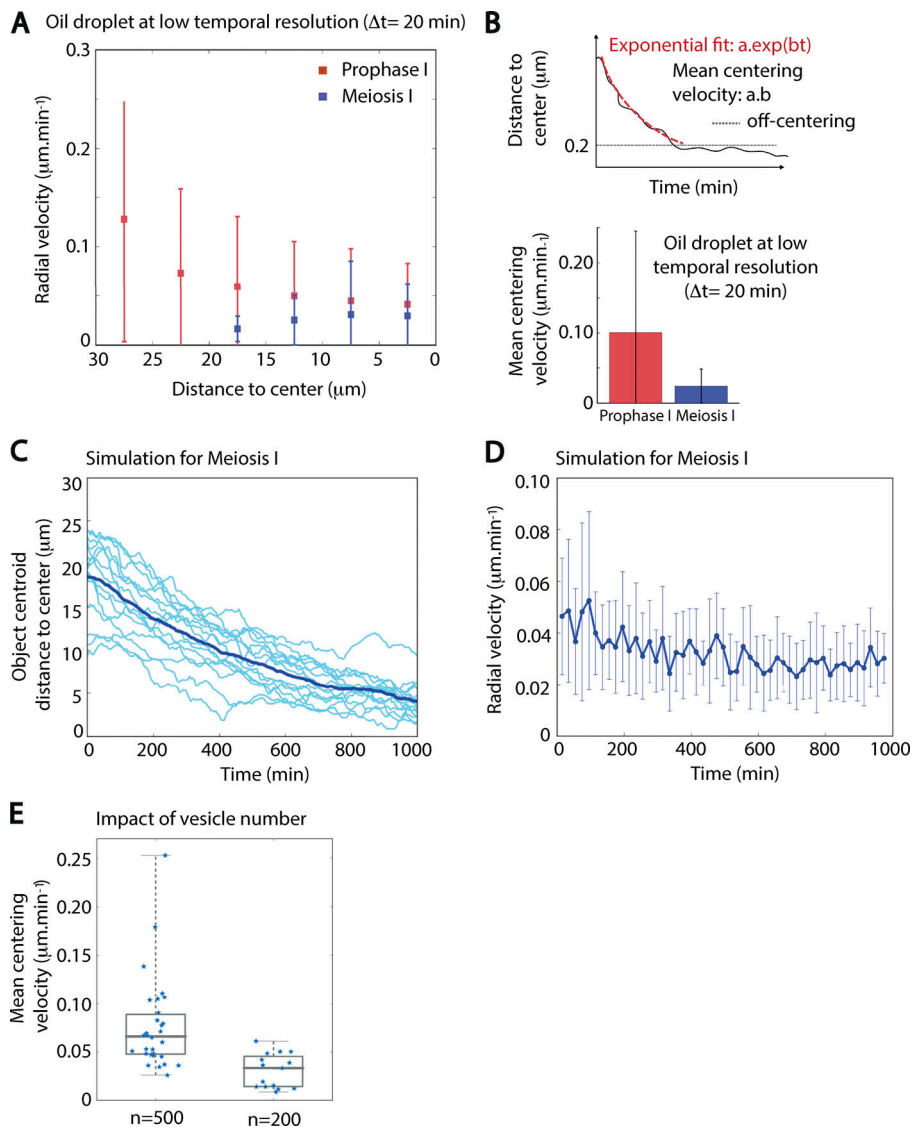 A
Oil droplet at low temporal resolution (Δt= 20 min)
0.3
0.2
0.1
0
Radial velocity (μm.min⁻¹)
Prophase I
Meiosis I
30 25 20 15 10 5 0
Distance to center (μm)
B
Exponential fit: a.exp(bt)
Mean centering
velocity: a.b
off-centering
Distance to
center (μm)
0.2
Time (min)
Oil droplet at low
temporal resolution
(Δt= 20 min)
Mean centering
velocity (μm.min-1)
0.20
0.10
0
Prophase I Meiosis I
C
Simulation for Meiosis I
30
25
20
15
10
5
0
Object centroid
distance to center (μm)
0 200 400 600 800 1000
Time (min)
D
Simulation for Meiosis I
0.10
0.08
0.06
0.04
0.02
0
Radial velocity (μm.min-1)
0 200 400 600 800 1000
Time (min)
E
Impact of vesicle number
0.25
0.20
0.15
0.10
0.05
0
Mean centering
velocity (μm.min-1)
n=500 n=200